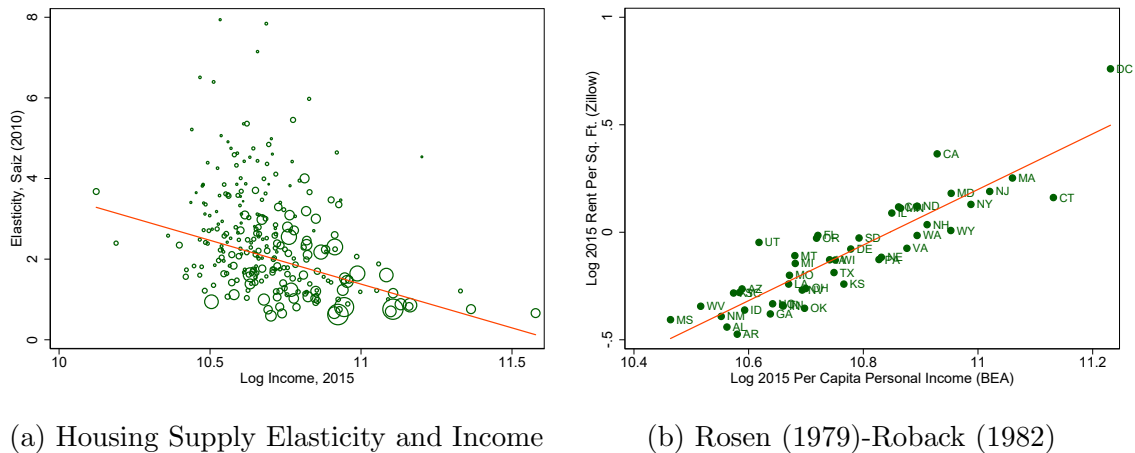 8
6
4
2
0
Elasticity, Saiz (2010)
10
10.5
11
11.5
Log Income, 2015
1
.5
0
-.5
Log 2015 Rent Per Sq. Ft. (Zillow)
DC
CA
MA
MD
NJ
CT
ND
NY
IL
NH
WY
FL
OR
SD
WA
UT
DE
VA
MT
NE
PA
MI
WI
MO
TX
LA
KS
AZ
OH
NV
WV
OK
ID
GA
MS
NM
AL
AR
10.4
10.6
10.8
11
11.2
Log 2015 Per Capita Personal Income (BEA)
(a) Housing Supply Elasticity and Income
(b) Rosen (1979)-Roback (1982)